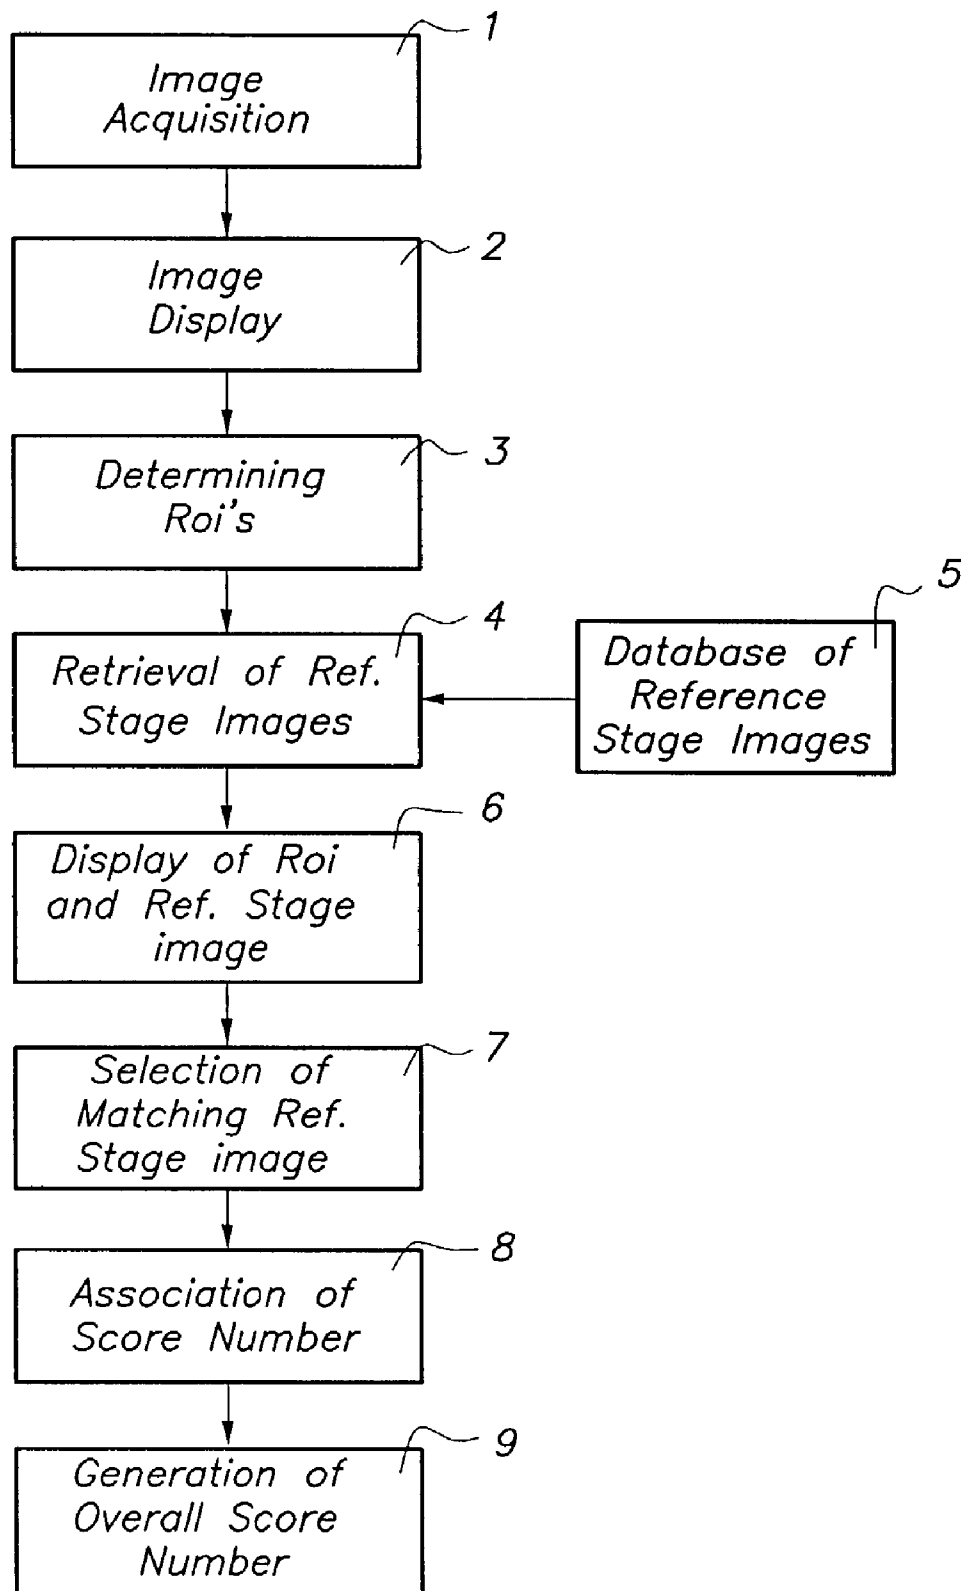 1
Image
Acquisition
2
Image
Display
3
Determining
Roi's
4
Retrieval of Ref.
Stage Images
5
Database of
Reference
Stage Images
6
Display of Roi
and Ref. Stage
image
7
Selection of
Matching Ref.
Stage image
8
Association of
Score Number
9
Generation of
Overall Score
Number